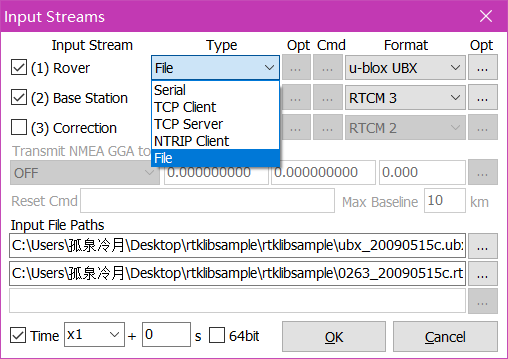 Input Streams
Input Stream Type Opt Cmd Format Opt
(1) Rover File ... ... u-blox UBX ...
Serial
(2) Base Station RTCM 3 ...
TCP Client
TCP Server
(3) Correction RTCM 2 ...
NTRIP Client
File
Transmit NMEA GGA to
OFF 0.000000000 0.000000000 0.000 ...
Reset Cmd Max Baseline 10 km
Input File Paths
C:\Users\孤泉冷月\Desktop\rtklibsample\rtklibsample\ubx_20090515c.ub ...
C:\Users\孤泉冷月\Desktop\rtklibsample\rtklibsample\0263_20090515c.rt ...
...
Time x1 + 0 s 64bit OK Cancel